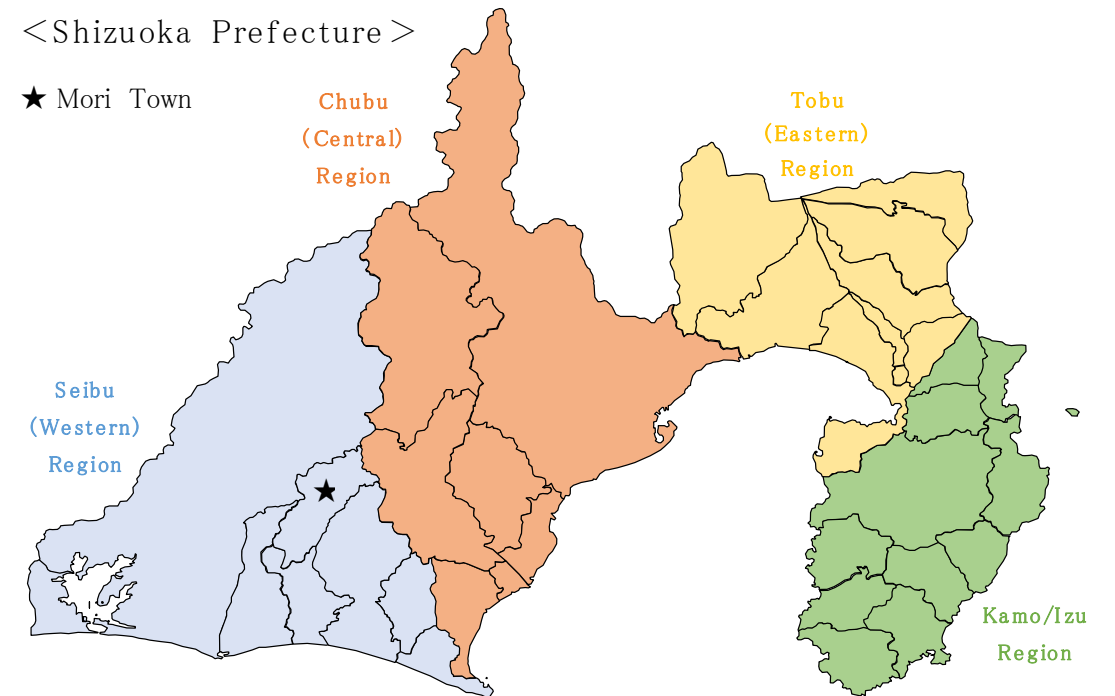 ＜Shizuoka Prefecture＞
★ Mori Town
Chubu
(Central)
Region
Tobu
(Eastern)
Region
Seibu
(Western)
Region
Kamo/Izu
Region